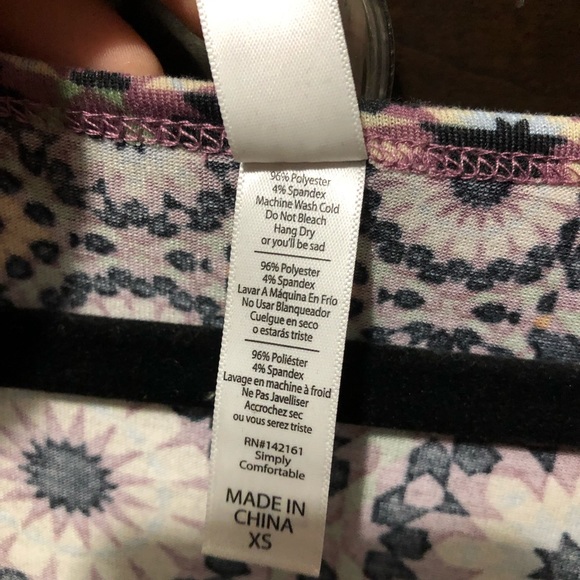 96% Polyester
4% Spandex
Machine Wash Cold
Do Not Bleach
Hang Dry
or you'll be sad
96% Polyester
4% Spandex
Lavar A Máquina En Frío
No Usar Blanqueador
Cuelgue en seco
o estarás triste
96% Poliéster
4% Spandex
Lavage en machine à froid
Ne Pas Javelliser
Accrochez sec
ou vous serez triste
RN#142161
Simply
Comfortable
MADE IN
CHINA
XS